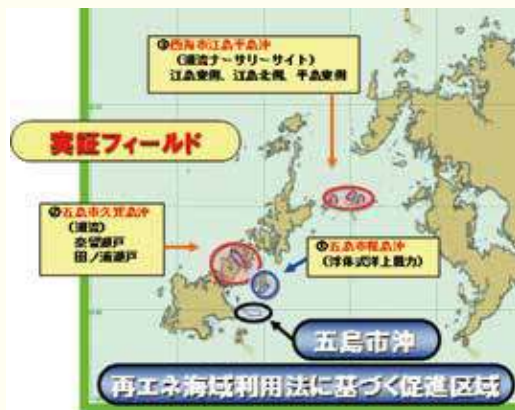 ③西海市江島平島沖
(潮流ナーサリーサイト)
江島東側、江島北側、平島東側
実証フィールド
②五島市久賀島沖
(潮流)
奈留瀬戸
田ノ浦瀬戸
①五島市椛島沖
(浮体式洋上風力)
五島市沖
再エネ海域利用法に基づく促進区域